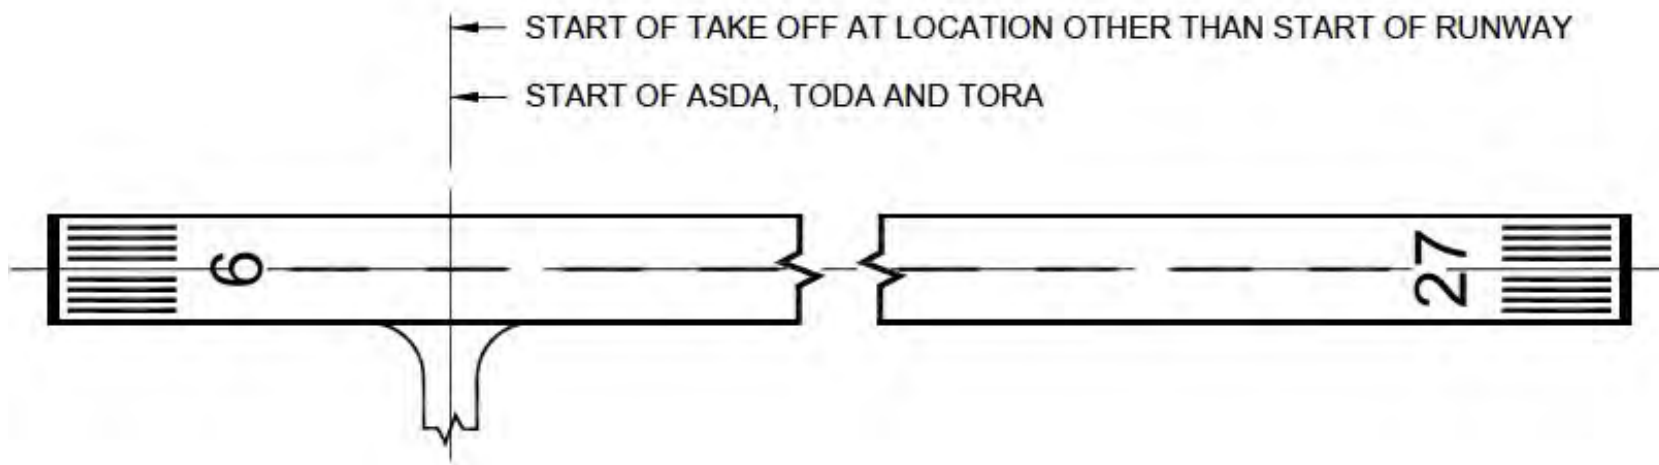 START OF TAKE OFF AT LOCATION OTHER THAN START OF RUNWAY
START OF ASDA, TODA AND TORA
9
27